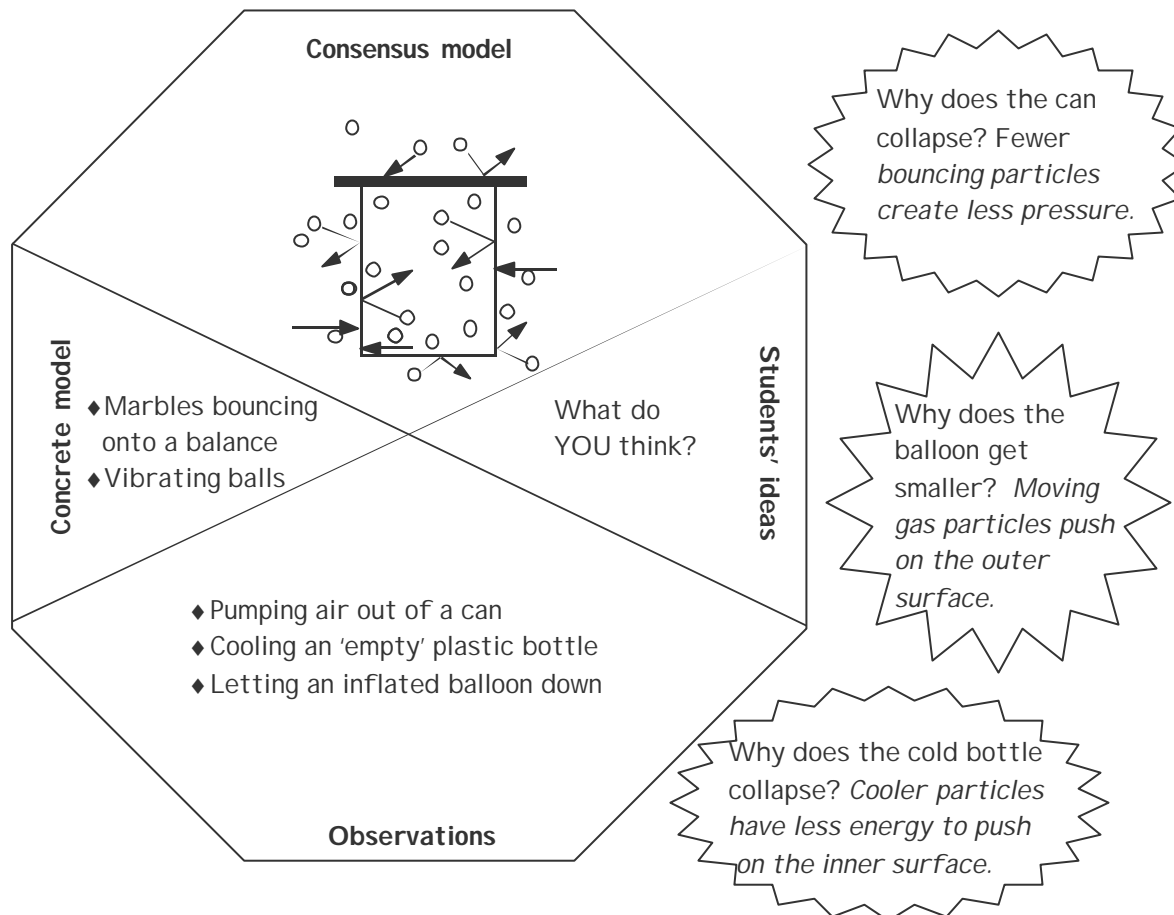 Consensus model
Concrete model
♦Marbles bouncing
onto a balance
♦Vibrating balls
What do
YOU think?
Students' ideas
♦Pumping air out of a can
♦Cooling an ‘empty’ plastic bottle
♦Letting an inflated balloon down
Observations
Why does the can
collapse? Fewer
bouncing particles
create less pressure.
Why does the
balloon get
smaller? Moving
gas particles push
on the outer
surface.
Why does the cold bottle
collapse? Cooler particles
have less energy to push
on the inner surface.